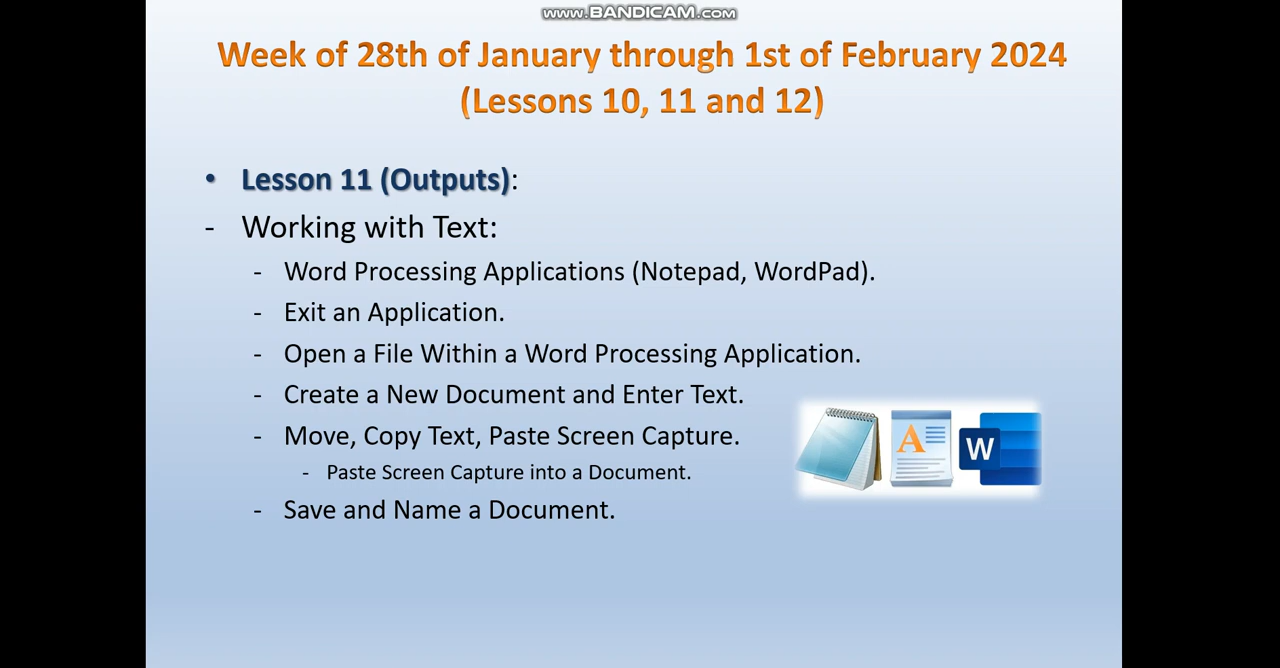 www.BANDICAM.com
Week of 28th of January through 1st of February 2024
(Lessons 10, 11 and 12)
• Lesson 11 (Outputs):
- Working with Text:
- Word Processing Applications (Notepad, WordPad).
- Exit an Application.
- Open a File Within a Word Processing Application.
- Create a New Document and Enter Text.
- Move, Copy Text, Paste Screen Capture.
- Paste Screen Capture into a Document.
- Save and Name a Document.
A
W